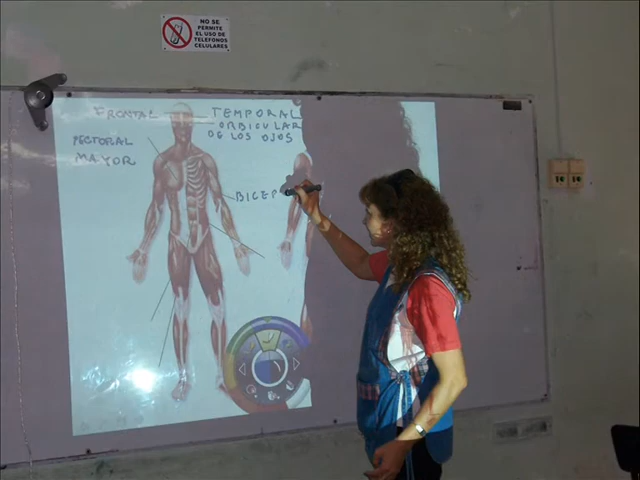 NO SE
PERMITE
EL USO DE
TELEFONOS
CELULARES
FRONTAL TEMPORAL
ORBICULAR
DE LOS OJOS
PECTORAL
MAYOR
BICEP